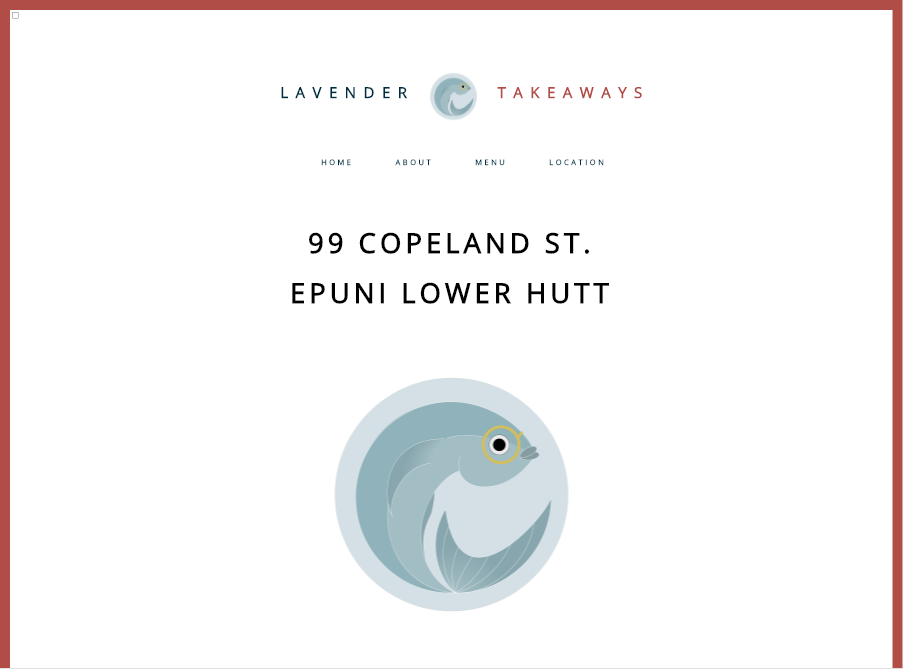 LAVENDER TAKEAWAYS
HOME ABOUT MENU LOCATION
99 COPELAND ST.
EPUNI LOWER HUTT